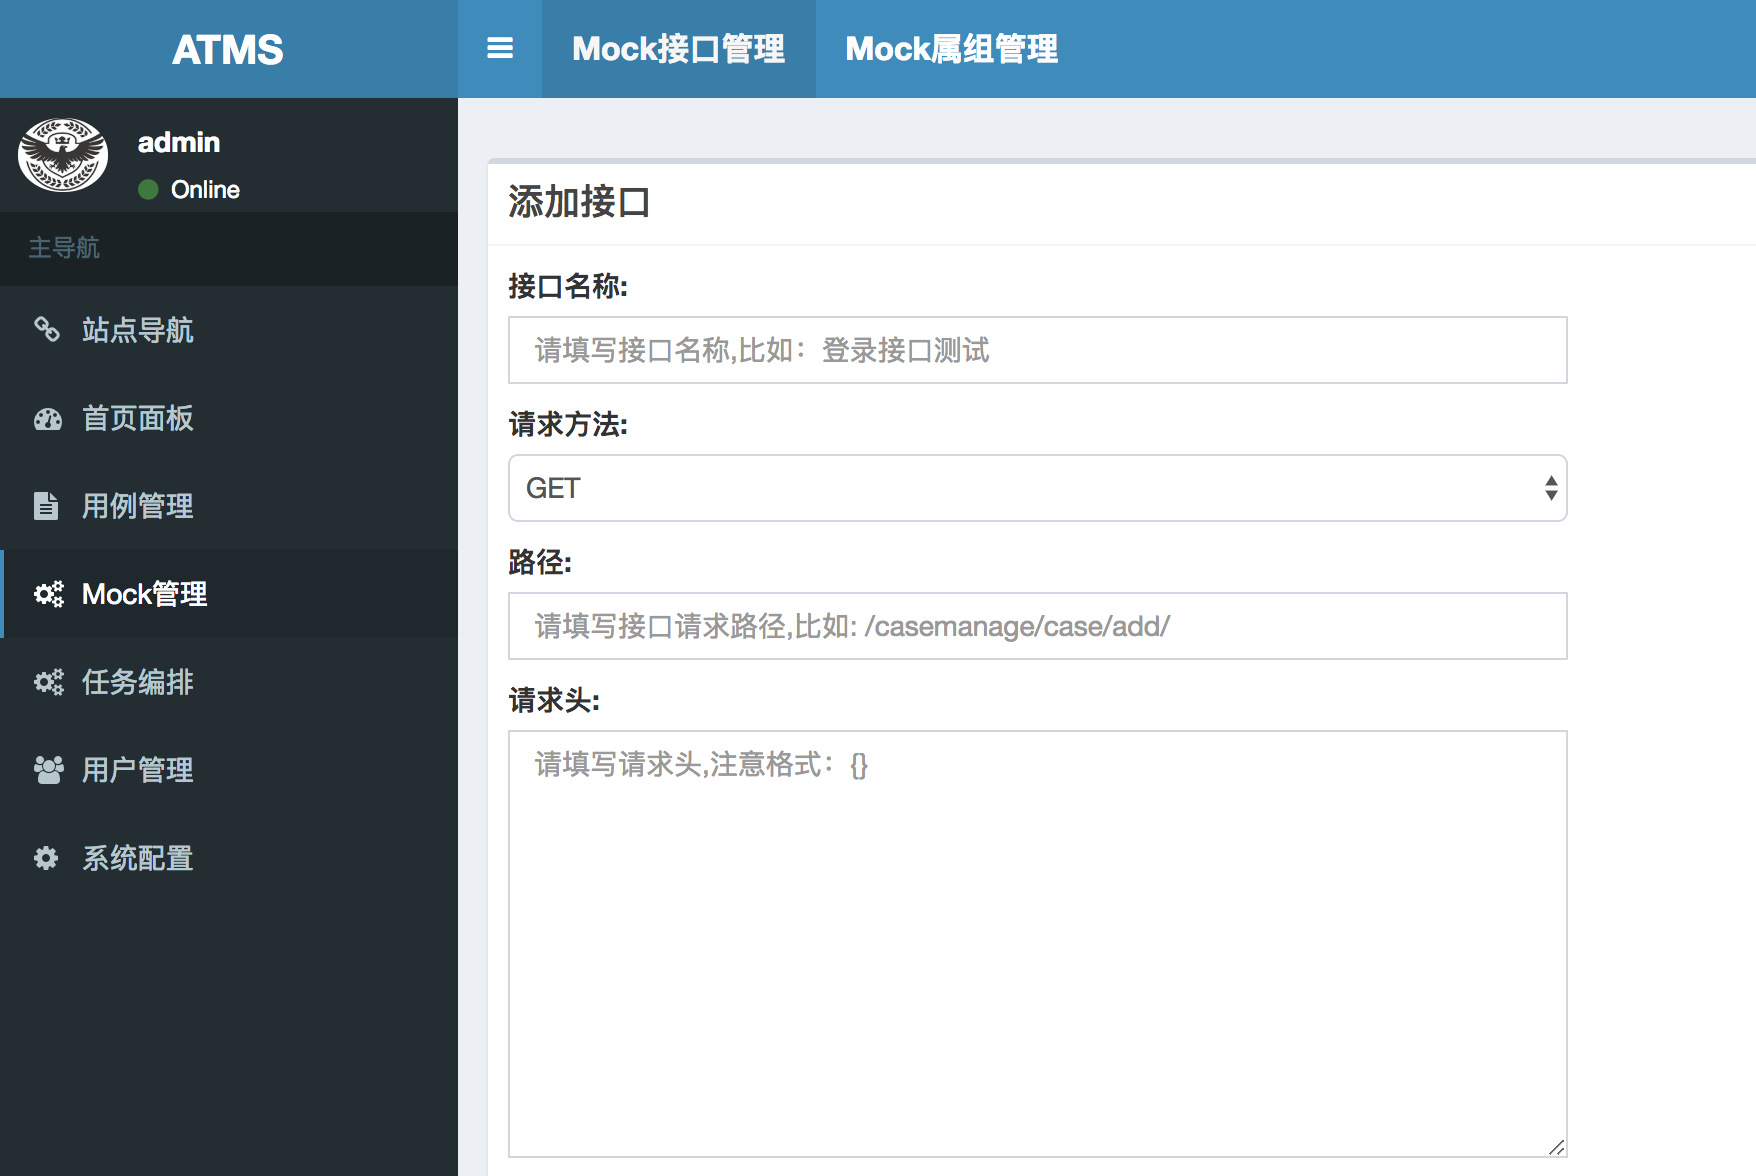 ATMS
Mock接口管理
Mock属组管理
admin
Online
主导航
站点导航
首页面板
用例管理
Mock管理
任务编排
用户管理
系统配置
添加接口
接口名称:
请填写接口名称,比如：登录接口测试
请求方法:
GET
路径:
请填写接口请求路径,比如: /casemanage/case/add/
请求头:
请填写请求头,注意格式：{}